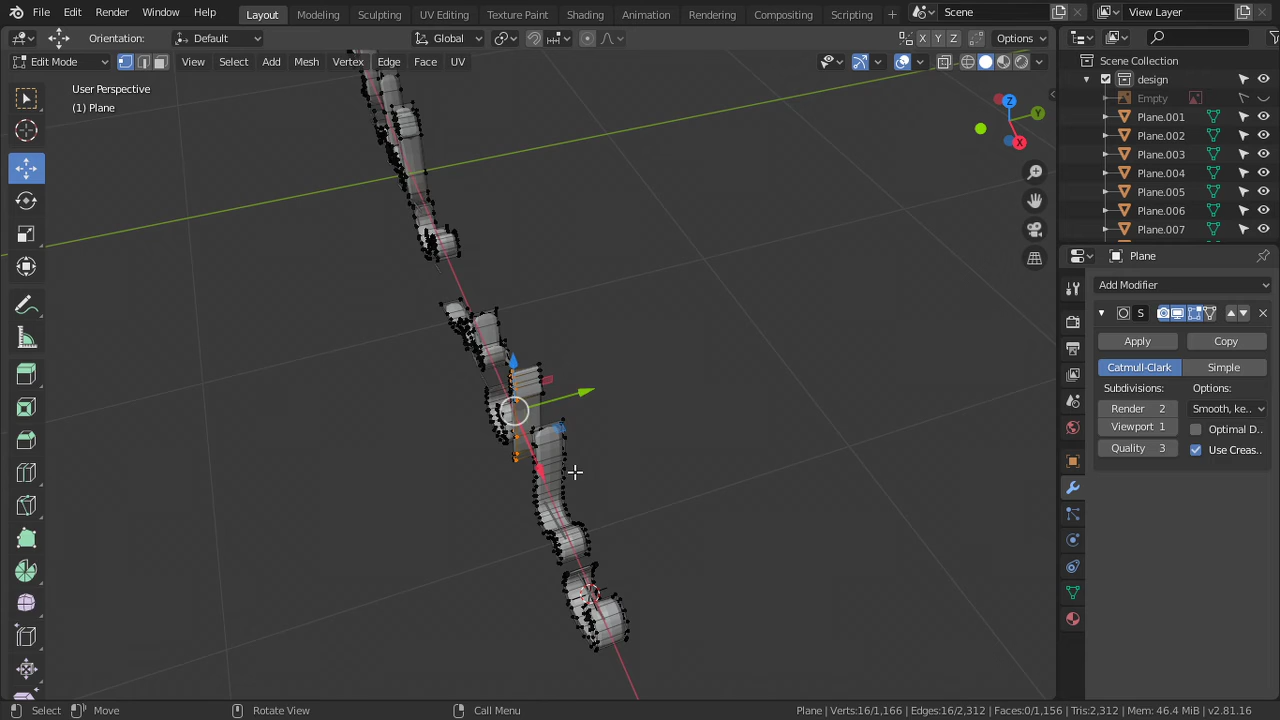 File Edit Render Window Help Layout Modeling Sculpting UV Editing Texture Paint Shading Animation Rendering Compositing Scripting + Scene View Layer
Orientation: Default Global X Y Z Options
Edit Mode View Select Add Mesh Vertex Edge Face UV
User Perspective
(1) Plane
Z Y X
Scene Collection
design
Empty
Plane.001
Plane.002
Plane.003
Plane.004
Plane.005
Plane.006
Plane.007
Plane
Add Modifier
S
Apply Copy
Catmull-Clark Simple
Subdivisions: Options:
Render 2 Smooth, ke..
Viewport 1 Optimal D..
Quality 3 Use Creas..
Select Move Rotate View Call Menu Plane | Verts:16/1,166 | Edges:16/2,312 | Faces:0/1,156 | Tris:2,312 | Mem: 46.4 MiB | v2.81.16